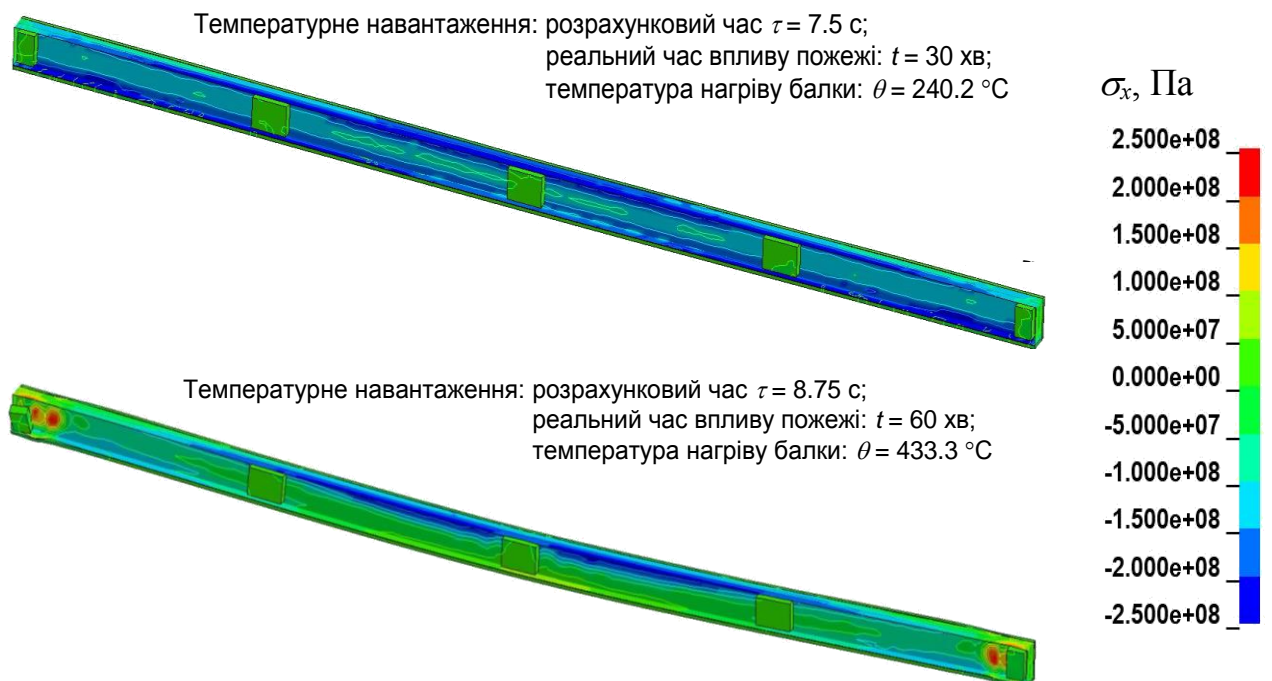 Температурне навантаження: розрахунковий час τ = 7.5 с;
реальний час впливу пожежі: t = 30 хв;
температура нагріву балки: θ = 240.2 °C
σx, Па
2.500e+08
2.000e+08
1.500e+08
1.000e+08
5.000e+07
0.000e+00
-5.000e+07
-1.000e+08
-1.500e+08
-2.000e+08
-2.500e+08
Температурне навантаження: розрахунковий час τ = 8.75 с;
реальний час впливу пожежі: t = 60 хв;
температура нагріву балки: θ = 433.3 °C